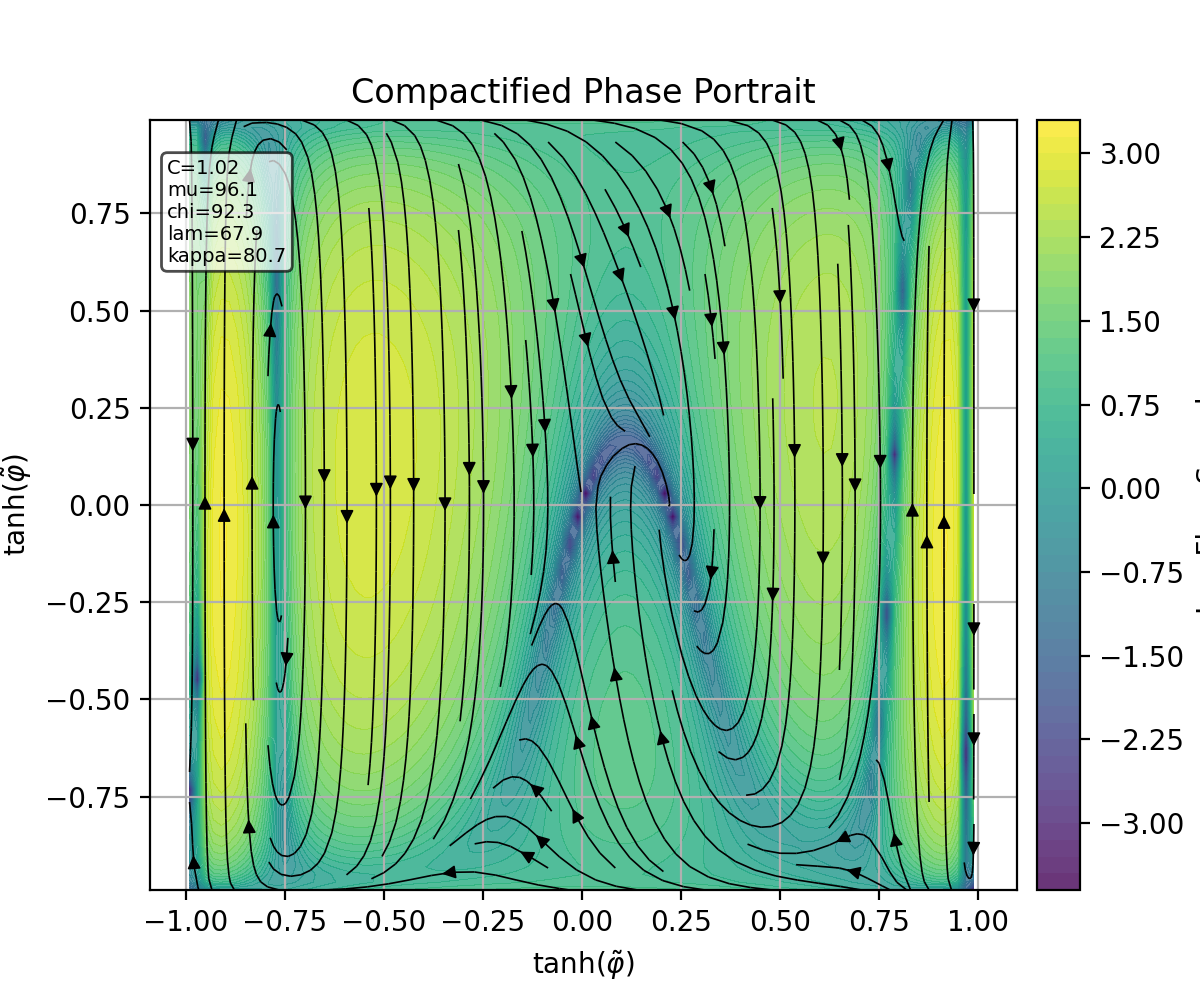 Compactified Phase Portrait
C=1.02
mu=96.1
chi=92.3
lam=67.9
kappa=80.7
0.75
0.50
0.25
0.00
−0.25
−0.50
−0.75
tanh(φ̃)
−1.00 −0.75 −0.50 −0.25 0.00 0.25 0.50 0.75 1.00
tanh(φ̃)
3.00
2.25
1.50
0.75
0.00
−0.75
−1.50
−2.25
−3.00